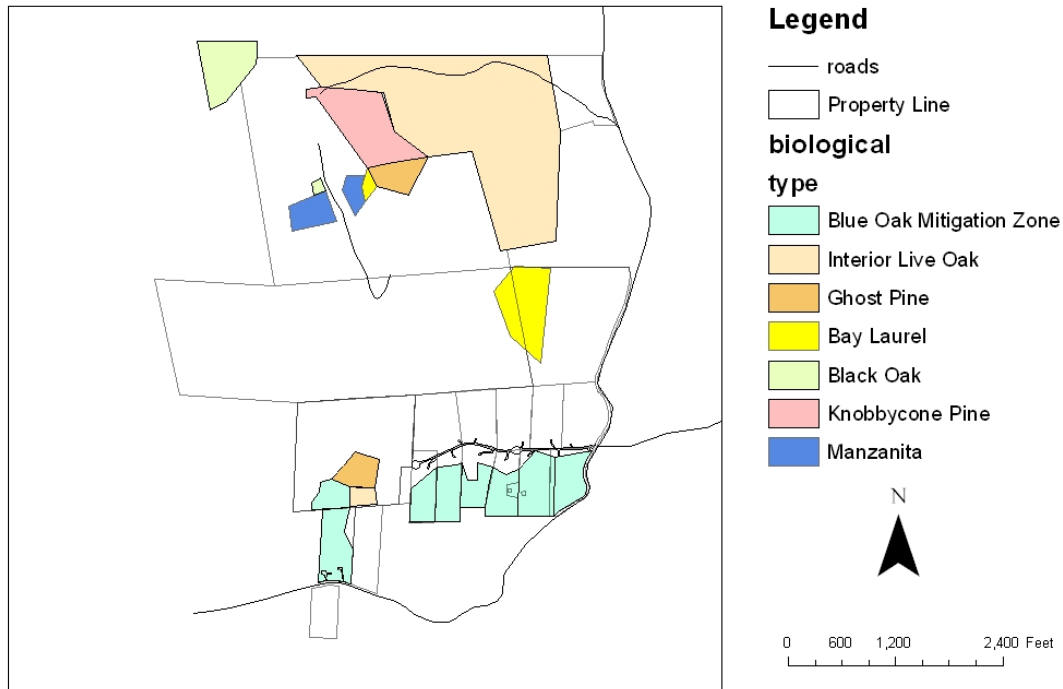 Legend
roads
Property Line
biological
type
Blue Oak Mitigation Zone
Interior Live Oak
Ghost Pine
Bay Laurel
Black Oak
Knobbycone Pine
Manzanita
N
0 600 1,200 2,400 Feet